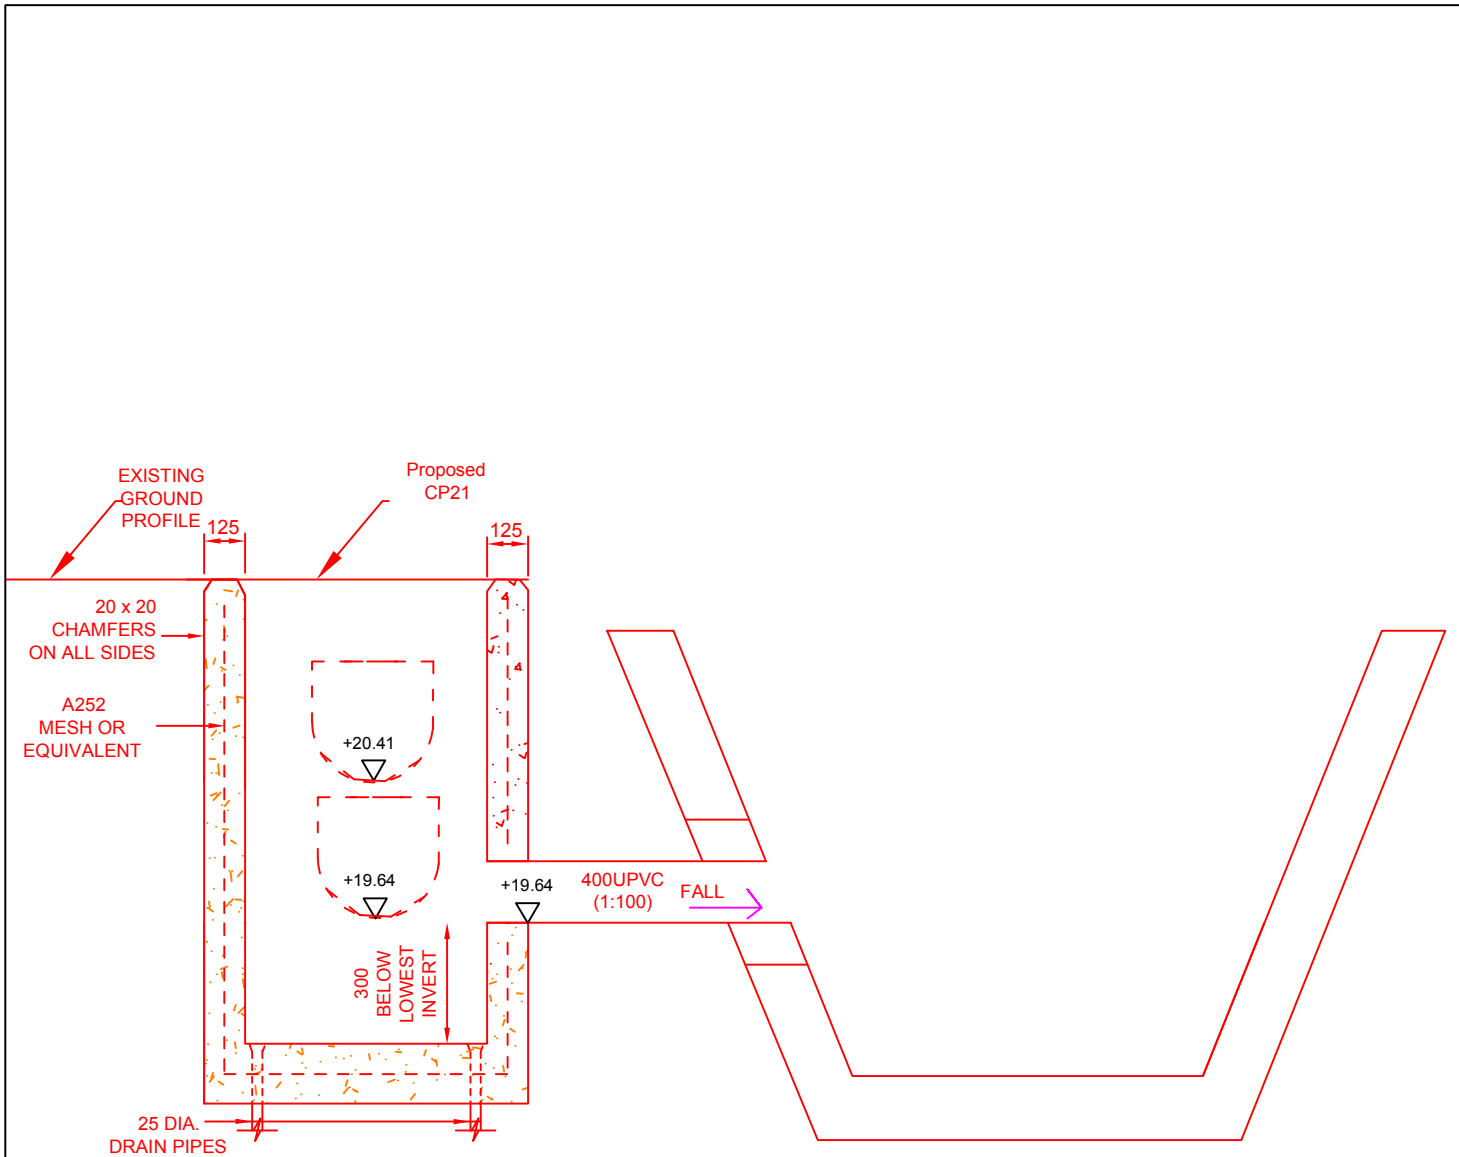 EXISTING
GROUND
PROFILE
Proposed
CP21
125
125
20 x 20
CHAMFERS
ON ALL SIDES
A252
MESH OR
EQUIVALENT
+20.41
+19.64
+19.64
400UPVC
(1:100)
FALL
300
BELOW
LOWEST
INVERT
25 DIA.
DRAIN PIPES